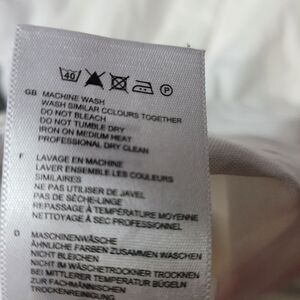 40 P
GB MACHINE WASH
WASH SIMILAR COLOURS TOGETHER
DO NOT BLEACH
DO NOT TUMBLE DRY
IRON ON MEDIUM HEAT
PROFESSIONAL DRY CLEAN
F LAVAGE EN MACHINE
LAVER ENSEMBLE LES COULEURS
SIMILAIRES
NE PAS UTILISER DE JAVEL
PAS DE SÈCHE-LINGE
REPASSAGE À TEMPÉRATURE MOYENNE
NETTOYAGE À SEC PROFESSIONNEL
D MASCHINENWÄSCHE
ÄHNLICHE FARBEN ZUSAMMEN WASCHEN
NICHT BLEICHEN
NICHT IM WÄSCHETROCKNER TROCKNEN
BEI MITTLERER TEMPERATUR BÜGELN
ZUR FACHMÄNNISCHEN
TROCKENREINIGUNG